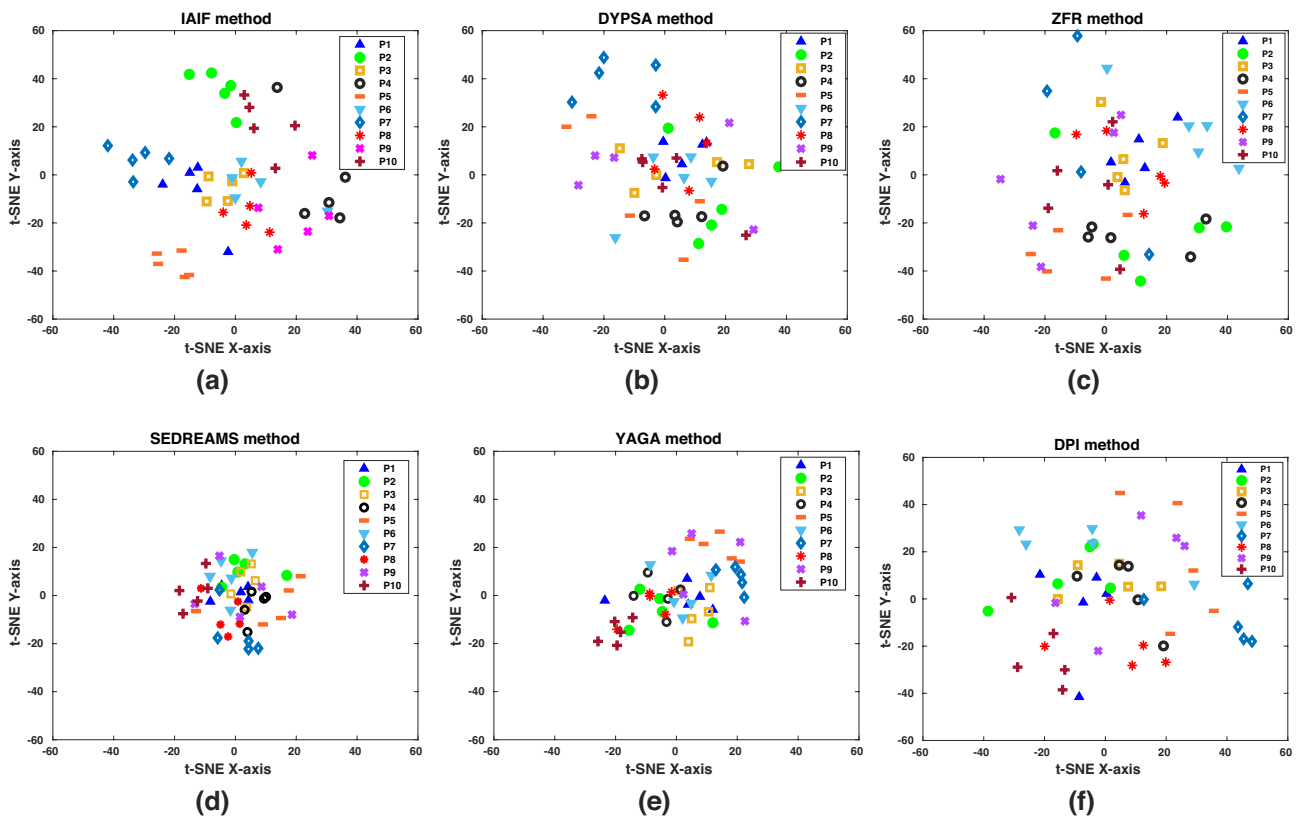 (a)
IAIF method
t-SNE Y-axis
60
40
20
0
-20
-40
-60
-60
-40
-20
0
20
40
60
t-SNE X-axis
P1
P2
P3
P4
P5
P6
P7
P8
P9
P10
(a)
(b)
DYPSA method
t-SNE Y-axis
60
40
20
0
-20
-40
-60
-60
-40
-20
0
20
40
60
t-SNE X-axis
P1
P2
P3
P4
P5
P6
P7
P8
P9
P10
(b)
(c)
ZFR method
t-SNE Y-axis
60
40
20
0
-20
-40
-60
-60
-40
-20
0
20
40
60
t-SNE X-axis
P1
P2
P3
P4
P5
P6
P7
P8
P9
P10
(c)
SEDREAMS method
t-SNE Y-axis
60
40
20
0
-20
-40
-60
-60
-40
-20
0
20
40
60
t-SNE X-axis
P1
P2
P3
P4
P5
P6
P7
P8
P9
P10
(d)
YAGA method
t-SNE Y-axis
60
40
20
0
-20
-40
-60
-60
-40
-20
0
20
40
60
t-SNE X-axis
P1
P2
P3
P4
P5
P6
P7
P8
P9
P10
(e)
DPI method
t-SNE Y-axis
60
40
20
0
-20
-40
-60
-60
-40
-20
0
20
40
60
t-SNE X-axis
P1
P2
P3
P4
P5
P6
P7
P8
P9
P10
(f)